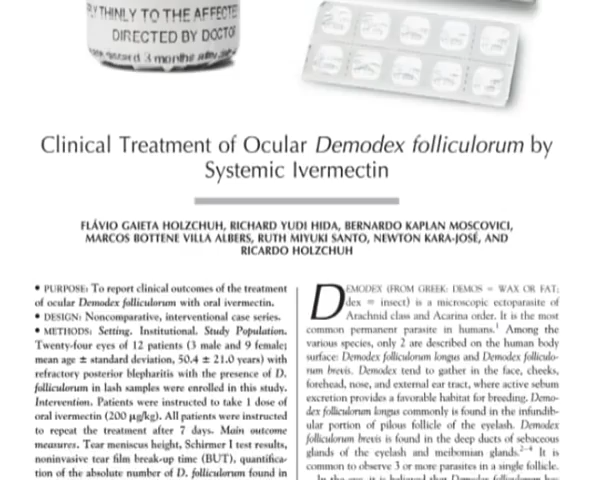 THINLY TO THE AFFECTE
DIRECTED BY DOCTOR
3 months
Clinical Treatment of Ocular Demodex folliculorum by
Systemic Ivermectin
FLÁVIO GAIETA HOLZCHUH, RICHARD YUDI HIDA, BERNARDO KAPLAN MOSCOVICI,
MARCOS BOTTENE VILLA ALBERS, RUTH MIYUKI SANTO, NEWTON KARA-JOSÉ, AND
RICARDO HOLZCHUH
• PURPOSE: To report clinical outcomes of the treatment
of ocular Demodex folliculorum with oral ivermectin.
• DESIGN: Noncomparative, interventional case series.
• METHODS: Setting. Institutional. Study Population.
Twenty-four eyes of 12 patients (3 male and 9 female;
mean age ± standard deviation, 50.4 ± 21.0 years) with
refractory posterior blepharitis with the presence of D.
folliculorum in lash samples were enrolled in this study.
Intervention. Patients were instructed to take 1 dose of
oral ivermectin (200 μg/kg). All patients were instructed
to repeat the treatment after 7 days. Main outcome
measures. Tear meniscus height, Schirmer I test results,
noninvasive tear film break-up time (BUT), quantifica-
tion of the absolute number of D. folliculorum found in
DEMODEX (FROM GREEK: DEMOS = WAX OR FAT;
dex = insect) is a microscopic ectoparasite of
Arachnid class and Acarina order. It is the most
common permanent parasite in humans.1 Among the
various species, only 2 are described on the human body
surface: Demodex folliculorum longus and Demodex folliculo-
rum brevis. Demodex tend to gather in the face, cheeks,
forehead, nose, and external ear tract, where active sebum
excretion provides a favorable habitat for breeding. Demo-
dex folliculorum longus commonly is found in the infundib-
ular portion of pilous follicle of the eyelash. Demodex
folliculorum brevis is found in the deep ducts of sebaceous
glands of the eyelash and meibomian glands.2–4 It is
common to observe 3 or more parasites in a single follicle.